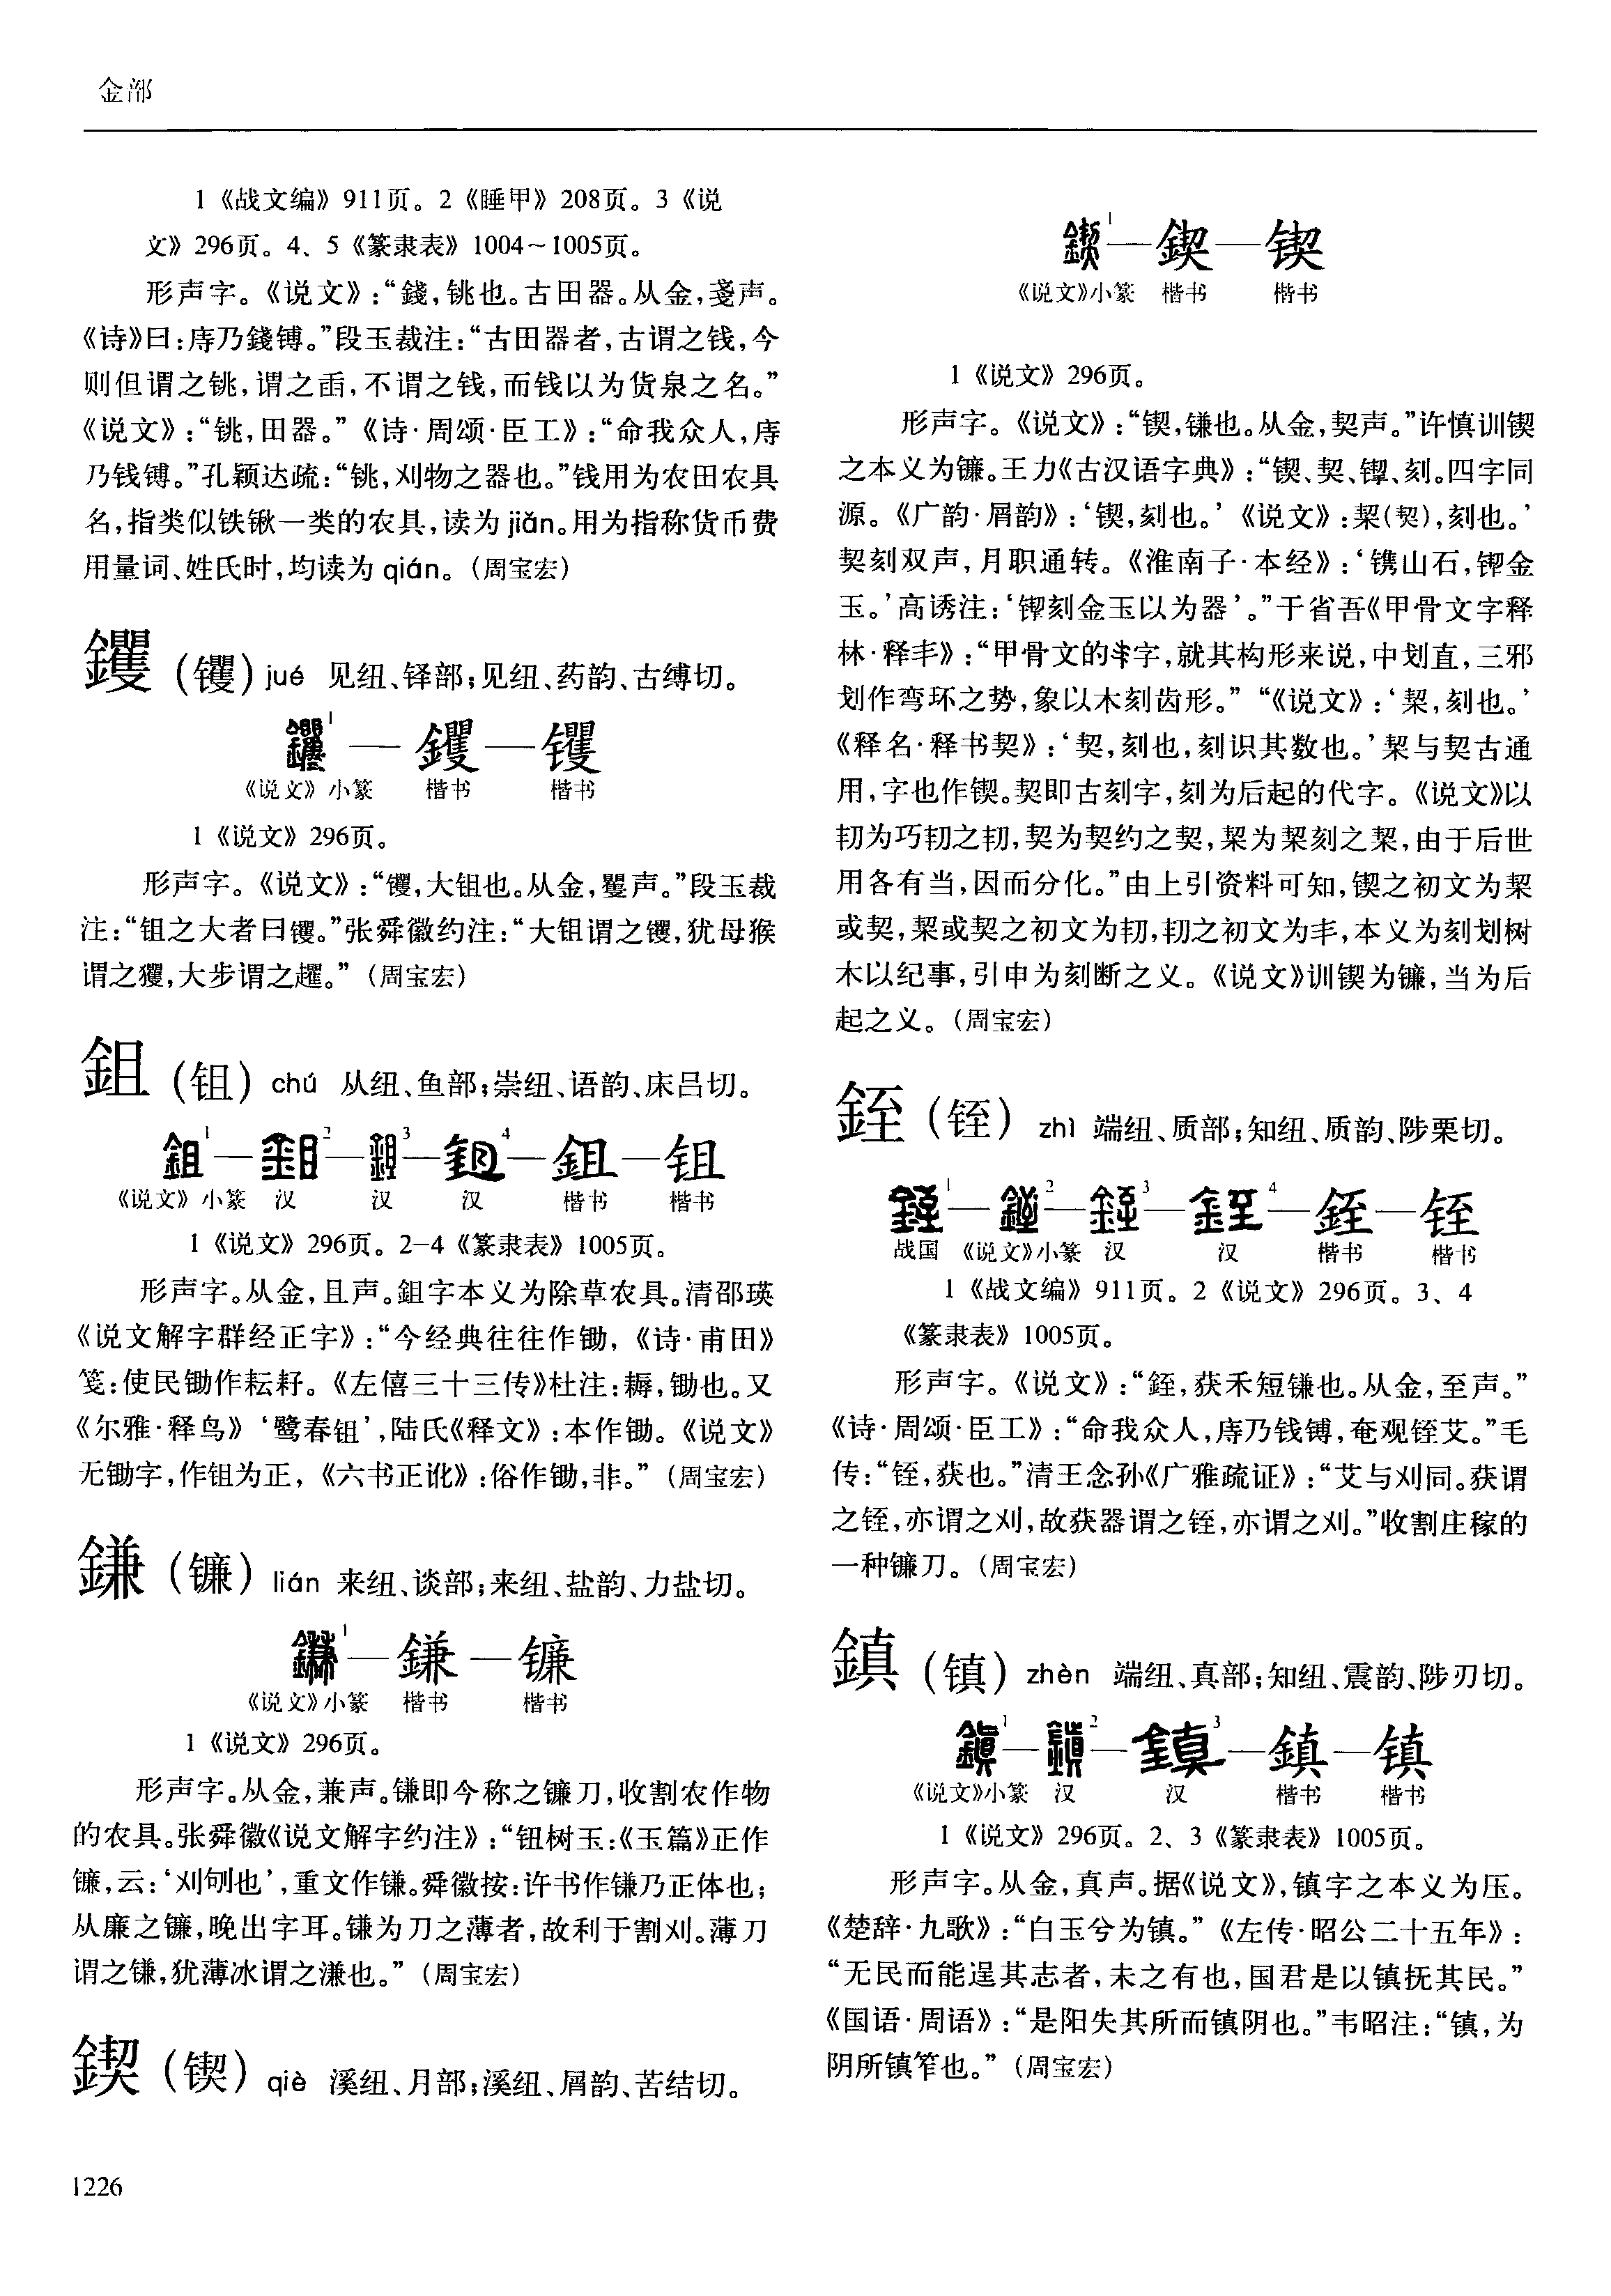 金部
1《战文编》911页。2《睡甲》208页。3《说
文》296页。4、5《篆隶表》1004~1005页。
形声字。《说文》:“錢,铫也。古田器。从金,戔声。
《诗》曰:庤乃錢镈。”段玉裁注:“古田器者,古谓之钱,今
则但谓之铫,谓之臿,不谓之钱,而钱以为货泉之名。”
《说文》:“铫,田器。”《诗·周颂·臣工》:“命我众人,庤
乃钱镈。”孔颖达疏:“铫,刈物之器也。”钱用为农田农具
名,指类似铁锹一类的农具,读为jiǎn。用为指称货币费
用量词、姓氏时,均读为qián。(周宝宏)
钁(䦆)jué 见纽、铎部;见纽、药韵、古缚切。
1 — 钁 — 䦆
《说文》小篆 楷书 楷书
1《说文》296页。
形声字。《说文》:“䦆,大钼也。从金,矍声。”段玉裁
注:“钼之大者曰䦆。”张舜徽约注:“大钼谓之䦆,犹母猴
谓之玃,大步谓之趯。”(周宝宏)
鉏(钼)chú 从纽、鱼部;崇纽、语韵、床吕切。
1 — 2 — 3 — 4 — 鉏 — 钼
《说文》小篆 汉 汉 汉 楷书 楷书
1《说文》296页。2-4《篆隶表》1005页。
形声字。从金,且声。鉏字本义为除草农具。清邵瑛
《说文解字群经正字》:“今经典往往作锄,《诗·甫田》
笺:使民锄作耘耔。《左僖三十三传》杜注:耨,锄也。又
《尔雅·释鸟》‘鹭舂钼’,陆氏《释文》:本作锄。《说文》
无锄字,作钼为正,《六书正讹》:俗作锄,非。”(周宝宏)
鎌(镰)lián 来纽、谈部;来纽、盐韵、力盐切。
1 — 鎌 — 镰
《说文》小篆 楷书 楷书
1《说文》296页。
形声字。从金,兼声。镰即今称之镰刀,收割农作物
的农具。张舜徽《说文解字约注》:“钮树玉:《玉篇》正作
镰,云:‘刈刎也’,重文作镰。舜徽按:许书作镰乃正体也;
从廉之镰,晚出字耳。镰为刀之薄者,故利于割刈。薄刀
谓之镰,犹薄冰谓之溓也。”(周宝宏)
鍥(锲)qiè 溪纽、月部;溪纽、屑韵、苦结切。
1 — 鍥 — 锲
《说文》小篆 楷书 楷书
1《说文》296页。
形声字。《说文》:“锲,镰也。从金,契声。”许慎训锲
之本义为镰。王力《古汉语字典》:“锲、契、锲、刻。四字同
源。《广韵·屑韵》:‘锲,刻也。’《说文》:栔(契),刻也。’
契刻双声,月职通转。《淮南子·本经》:‘镌山石,锲金
玉。’高诱注:‘锲刻金玉以为器’。”于省吾《甲骨文字释
林·释丰》:“甲骨文的丰字,就其构形来说,中划直,三邪
划作弯环之势,象以木刻齿形。”“《说文》:‘栔,刻也。’
《释名·释书契》:‘契,刻也,刻识其数也。’栔与契古通
用,字也作锲。契即古刻字,刻为后起的代字。《说文》以
㓞为巧㓞之㓞,契为契约之契,栔为栔刻之栔,由于后世
用各有当,因而分化。”由上引资料可知,锲之初文为栔
或契,栔或契之初文为㓞,㓞之初文为丰,本义为刻划树
木以纪事,引申为刻断之义。《说文》训锲为镰,当为后
起之义。(周宝宏)
銍(铚)zhì 端纽、质部;知纽、质韵、陟栗切。
1 — 2 — 3 — 4 — 銍 — 铚
战国 《说文》小篆 汉 汉 楷书 楷书
1《战文编》911页。2《说文》296页。3、4
《篆隶表》1005页。
形声字。《说文》:“銍,获禾短镰也。从金,至声。”
《诗·周颂·臣工》:“命我众人,庤乃钱镈,奄观铚艾。”毛
传:“铚,获也。”清王念孙《广雅疏证》:“艾与刈同。获谓
之铚,亦谓之刈,故获器谓之铚,亦谓之刈。”收割庄稼的
一种镰刀。(周宝宏)
鎮(镇)zhèn 端纽、真部;知纽、震韵、陟刃切。
1 — 2 — 3 — 鎮 — 镇
《说文》小篆 汉 汉 楷书 楷书
1《说文》296页。2、3《篆隶表》1005页。
形声字。从金,真声。据《说文》,镇字之本义为压。
《楚辞·九歌》:“白玉兮为镇。”《左传·昭公二十五年》:
“无民而能逞其志者,未之有也,国君是以镇抚其民。”
《国语·周语》:“是阳失其所而镇阴也。”韦昭注:“镇,为
阴所镇笮也。”(周宝宏)
1226